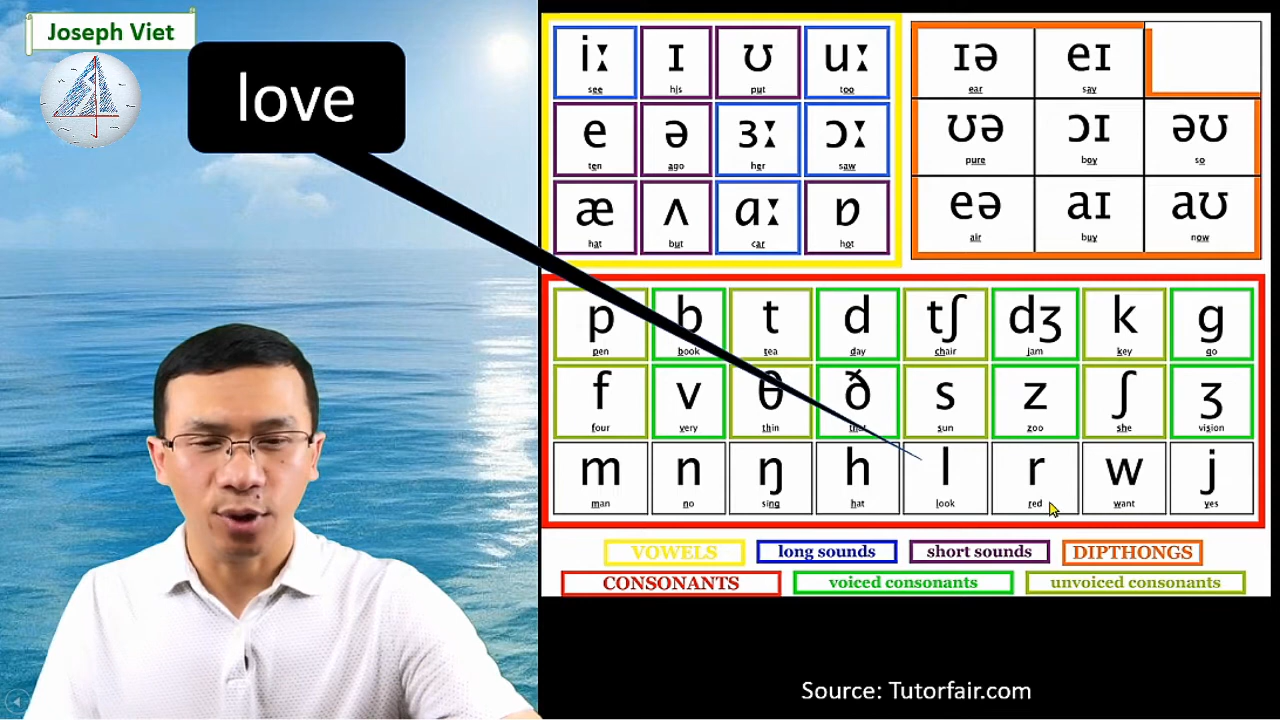 Joseph Viet
love
iː ɪ ʊ uː
see his put too
e ə ɜː ɔː
ten ago her saw
æ ʌ ɑː ɒ
hat but car hot
ɪə eɪ
ear say
ʊə ɔɪ əʊ
pure boy so
eə aɪ aʊ
air buy now
p b t d tʃ dʒ k g
pen book tea day chair jam key go
f v θ ð s z ʃ ʒ
four very thin that sun zoo she vision
m n ŋ h l r w j
man no sing hat look red want yes
VOWELS long sounds short sounds DIPTHONGS
CONSONANTS voiced consonants unvoiced consonants
Source: Tutorfair.com